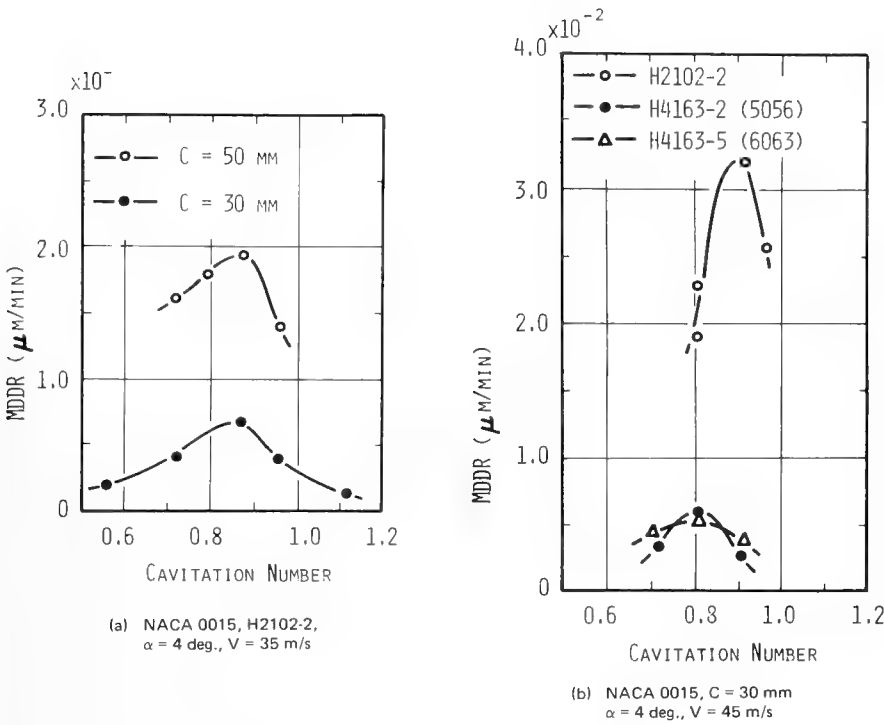 ×10⁻
3.0
2.0
1.0
0
MDDR (μM/MIN)
C = 50 MM
C = 30 MM
0.6 0.8 1.0 1.2
CAVITATION NUMBER
(a) NACA 0015, H2102-2,
α = 4 deg., V = 35 m/s
4.0 ×10⁻²
3.0
2.0
1.0
0
MDDR (μM/MIN)
H2102-2
H4163-2 (5056)
H4163-5 (6063)
0.6 0.8 1.0 1.2
CAVITATION NUMBER
(b) NACA 0015, C = 30 mm
α = 4 deg., V = 45 m/s